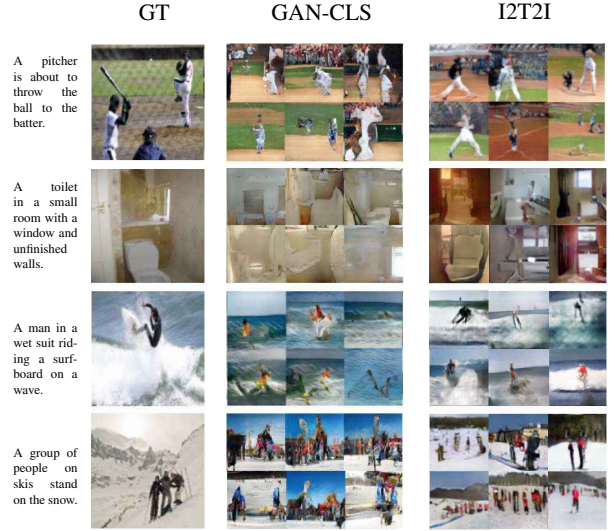 GT GAN-CLS I2T2I
A pitcher
is about to
throw the
ball to the
batter.
A toilet
in a small
room with a
window and
unfinished
walls.
A man in a
wet suit rid-
ing a surf-
board on a
wave.
A group of
people on
skis stand
on the snow.